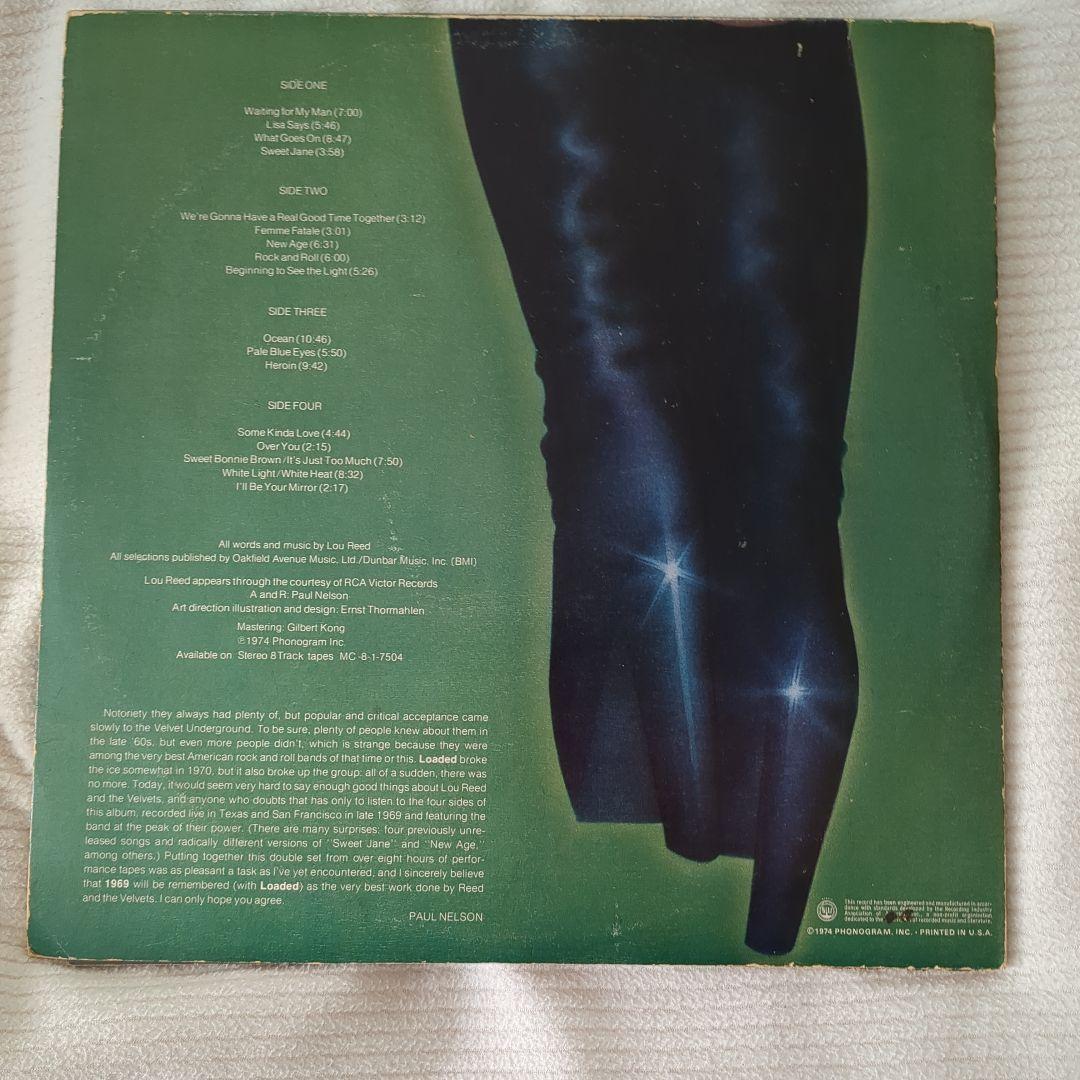 SIDE ONE
Waiting for My Man (7:00)
Lisa Says (5:46)
What Goes On (8:47)
Sweet Jane (3:58)
SIDE TWO
We're Gonna Have a Real Good Time Together (3:12)
Femme Fatale (3:01)
New Age (6:31)
Rock and Roll (6:00)
Beginning to See the Light (5:26)
SIDE THREE
Ocean (10:46)
Pale Blue Eyes (5:50)
Heroin (9:42)
SIDE FOUR
Some Kinda Love (4:44)
Over You (2:15)
Sweet Bonnie Brown/It's Just Too Much (7:50)
White Light/White Heat (8:32)
I'll Be Your Mirror (2:17)
All words and music by Lou Reed
All selections published by Oakfield Avenue Music, Ltd./Dunbar Music, Inc. (BMI)
Lou Reed appears through the courtesy of RCA Victor Records
A and R: Paul Nelson
Art direction illustration and design: Ernst Thormahlen
Mastering: Gilbert Kong
℗1974 Phonogram Inc.
Available on Stereo 8 Track tapes MC-8-1-7504
Notoriety they always had plenty of, but popular and critical acceptance came
slowly to the Velvet Underground. To be sure, plenty of people knew about them in
the late '60s, but even more people didn't, which is strange because they were
among the very best American rock and roll bands of that time or this. Loaded broke
the ice somewhat in 1970, but it also broke up the group: all of a sudden, there was
no more. Today, it would seem very hard to say enough good things about Lou Reed
and the Velvets, and anyone who doubts that has only to listen to the four sides of
this album, recorded live in Texas and San Francisco in late 1969 and featuring the
band at the peak of their power. (There are many surprises: four previously unre-
leased songs and radically different versions of "Sweet Jane" and "New Age,"
among others.) Putting together this double set from over eight hours of perfor-
mance tapes was as pleasant a task as I've yet encountered, and I sincerely believe
that 1969 will be remembered (with Loaded) as the very best work done by Reed
and the Velvets. I can only hope you agree.
PAUL NELSON
This record has been engineered and manufactured in accor-
dance with standards developed by the Recording Industry
Association of a non-profit organization
dedicated to the of recorded music and literature.
©1974 PHONOGRAM, INC. • PRINTED IN U.S.A.